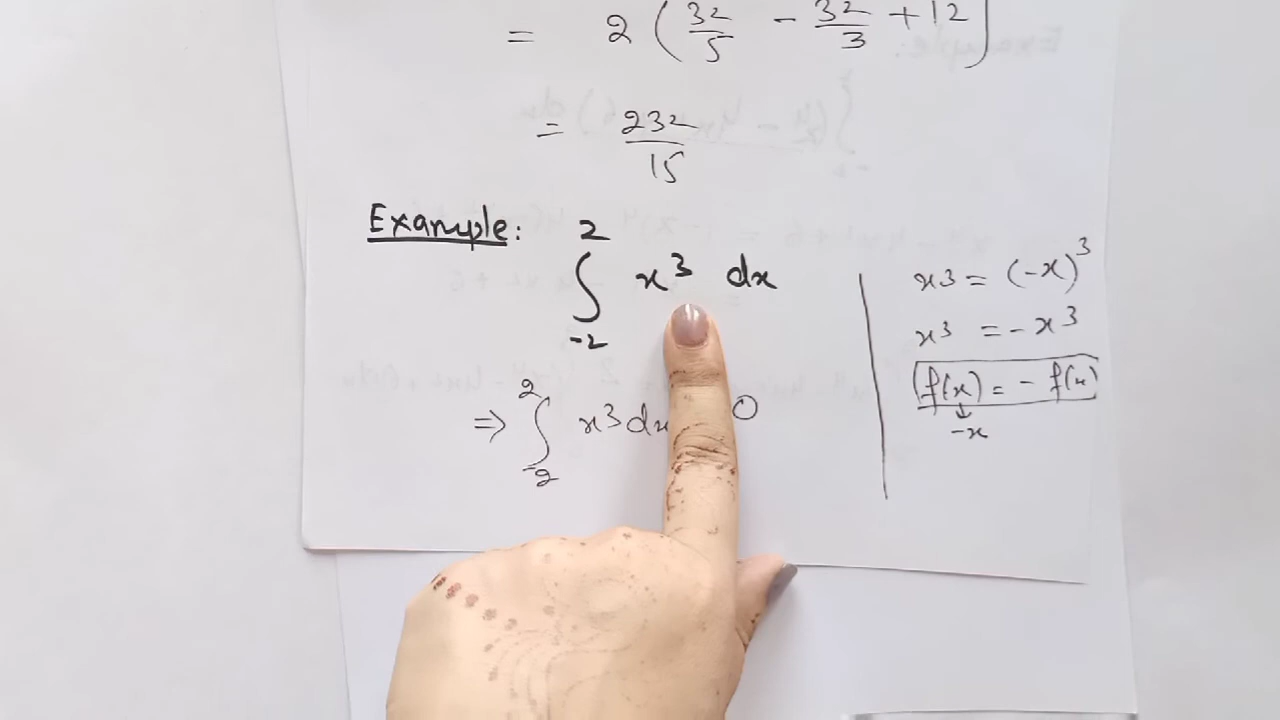 = 2 (32/5 - 32/3 + 12)
= 232/15
Example: ∫_{-2}^{2} x³ dx
⇒ ∫_{-2}^{2} x3 dx 0
x3 = (-x)³
x³ = -x³
f(x) = - f(x)
↓
-x